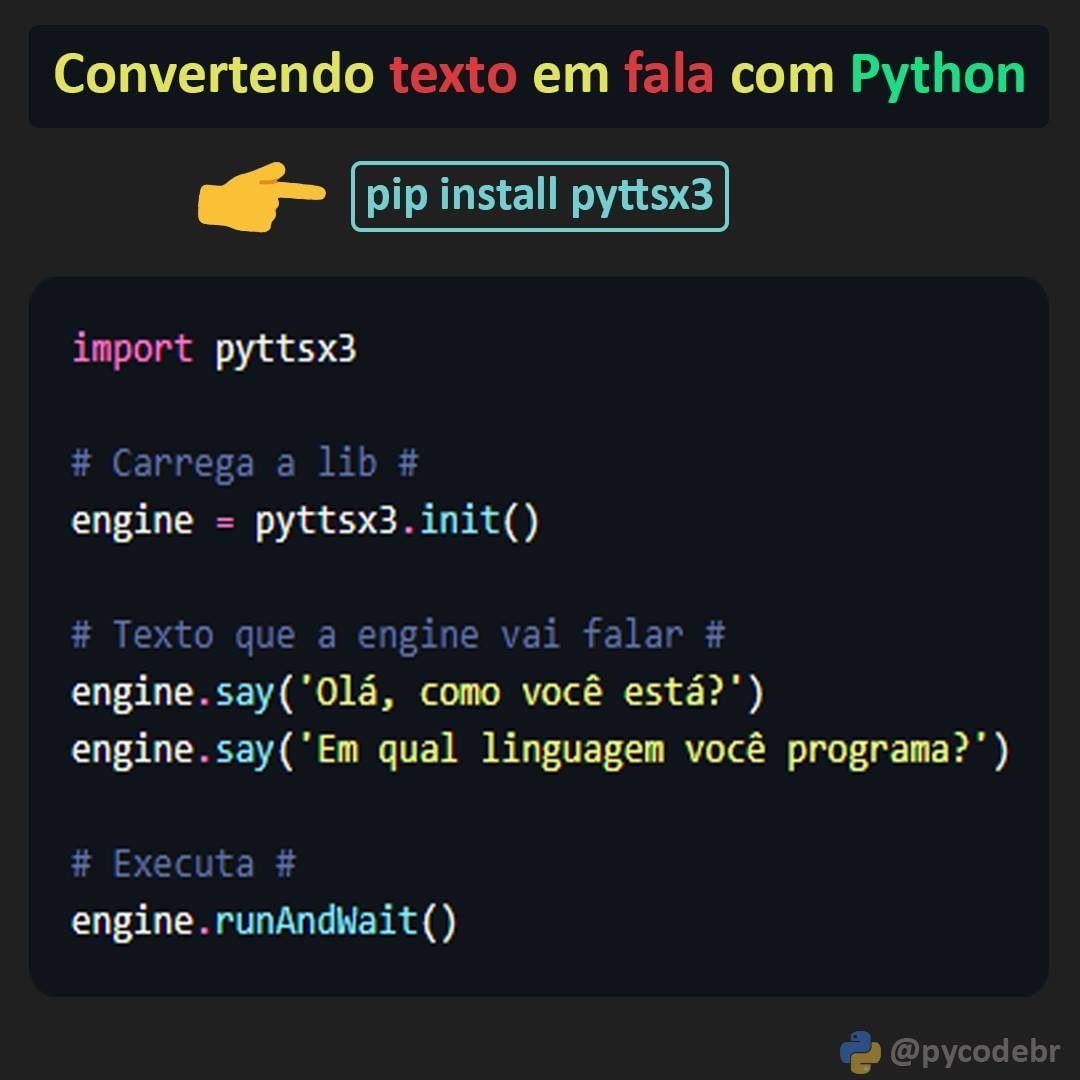 Convertendo texto em fala com Python
pip install pyttsx3
import pyttsx3
# Carrega a lib #
engine = pyttsx3.init()
# Texto que a engine vai falar #
engine.say('Olá, como você está?')
engine.say('Em qual linguagem você programa?')
# Executa #
engine.runAndWait()
@pycodebr